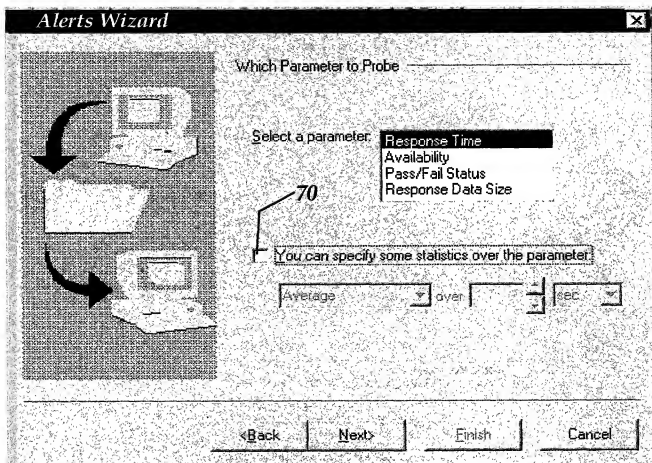 Alerts Wizard
Which Parameter to Probe
Select a parameter:
Response Time
Availability
Pass/Fail Status
Response Data Size
70
You can specify some statistics over the parameter:
Average over sec
<Back Next> Finish Cancel